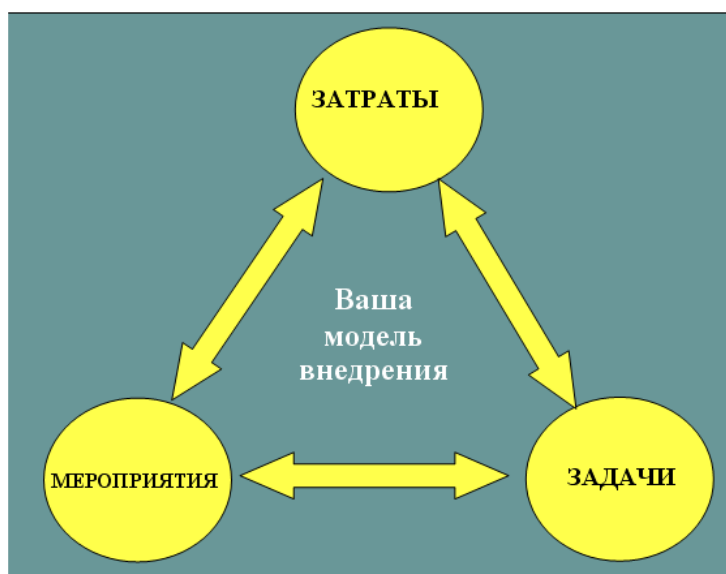 ЗАТРАТЫ
Ваша
модель
внедрения
МЕРОПРИЯТИЯ
ЗАДАЧИ